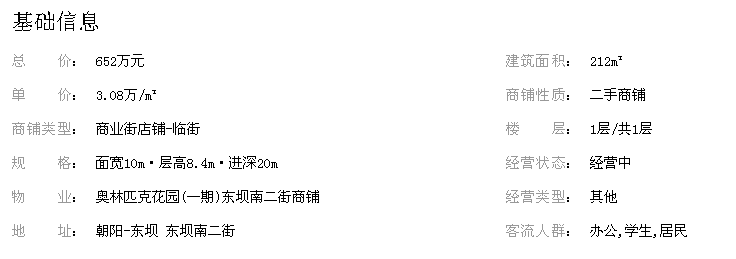 基础信息
总 价： 652万元 建筑面积： 212m²
单 价： 3.08万/m² 商铺性质： 二手商铺
商铺类型： 商业街店铺-临街 楼 层： 1层/共1层
规 格： 面宽10m·层高8.4m·进深20m 经营状态： 经营中
物 业： 奥林匹克花园(一期)东坝南二街商铺 经营类型： 其他
地 址： 朝阳-东坝 东坝南二街 客流人群： 办公,学生,居民